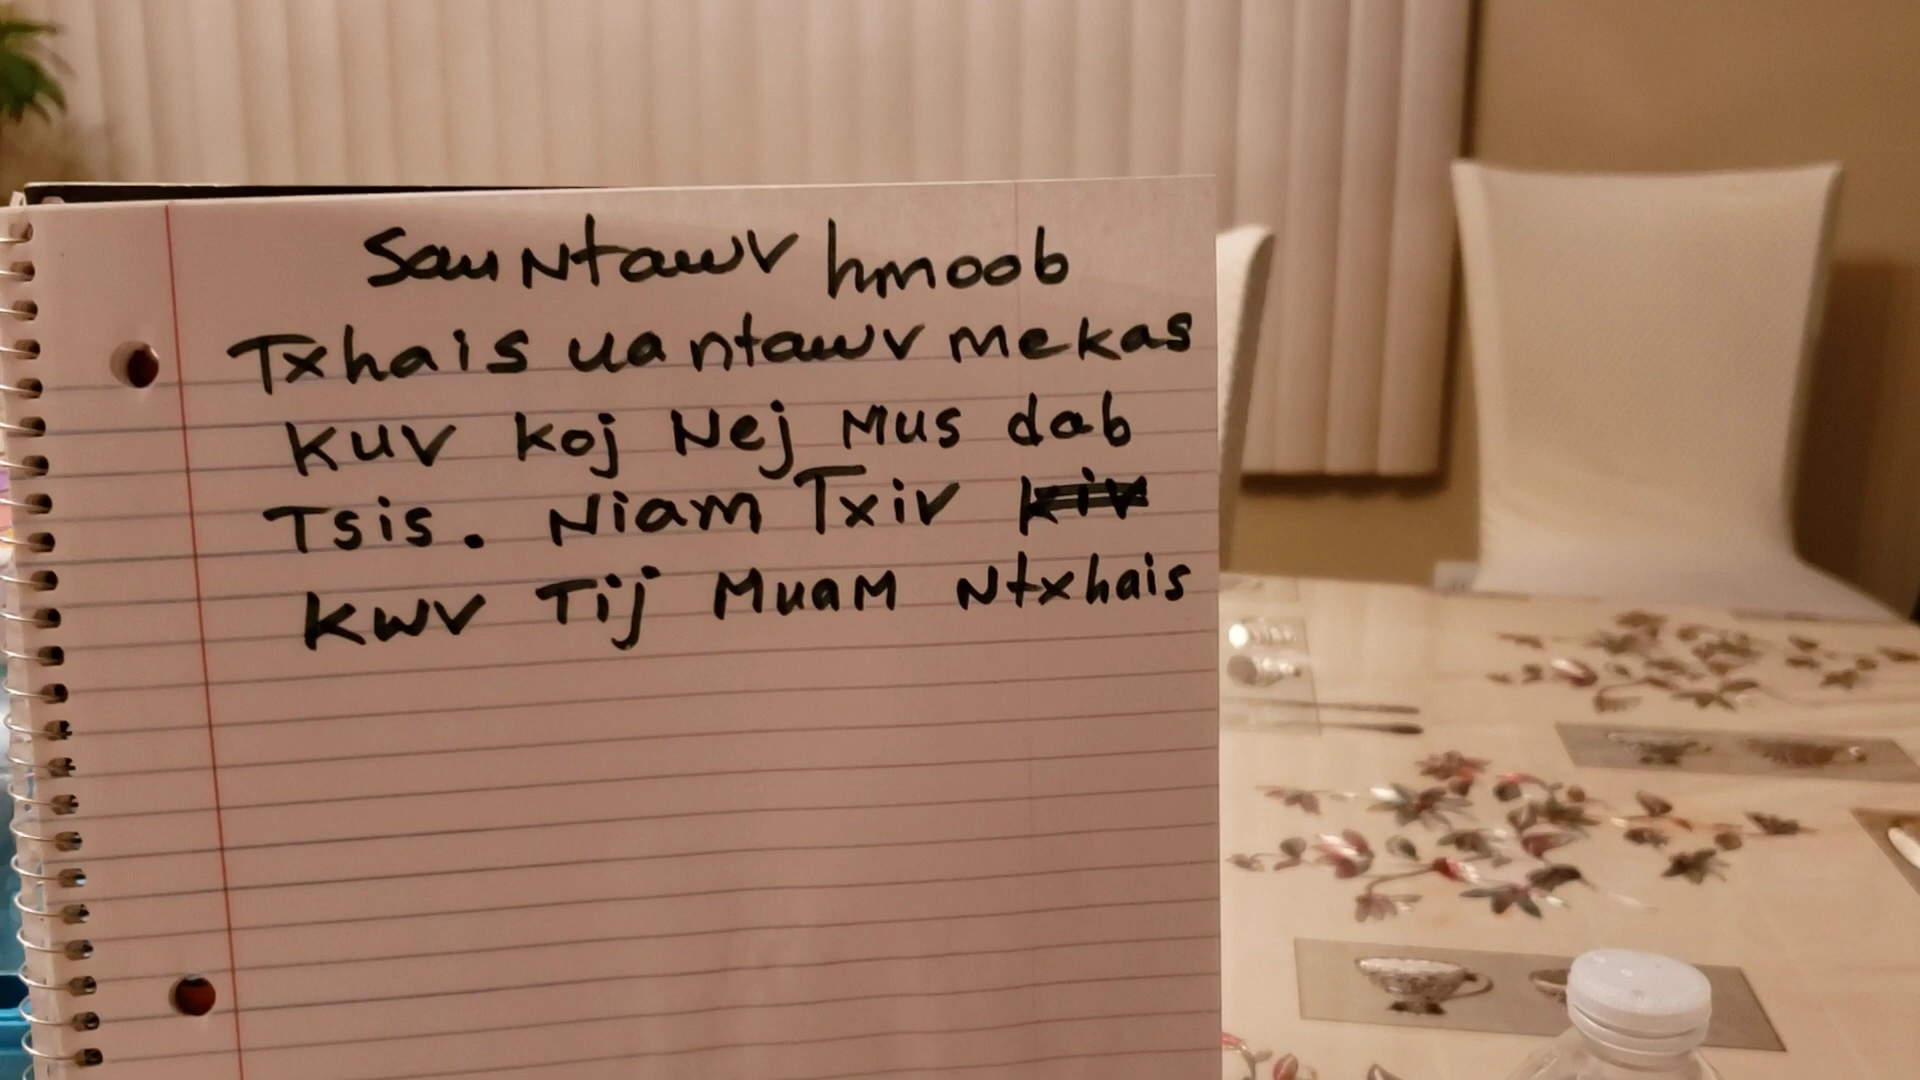 Sau Ntawv hmoob
Txhais ua ntawv mekas
Kuv koj Nej Mus dab
Tsis. Niam Txiv kiv
kwv Tij Muam Ntxhais